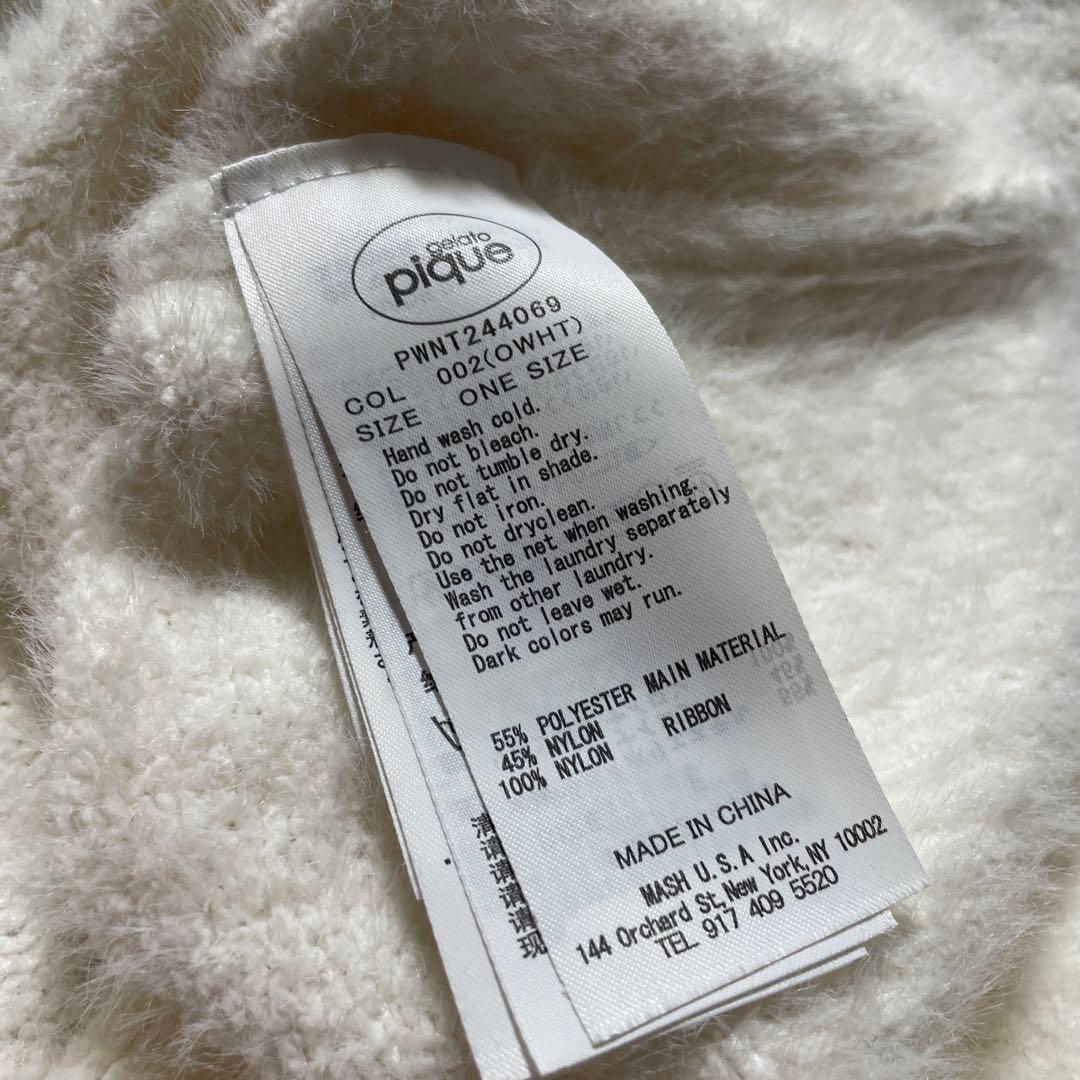 gelato
pique
PWNT244069
COL 002(OWHT)
SIZE ONE SIZE
Hand wash cold.
Do not bleach.
Do not tumble dry.
Dry flat in shade.
Do not iron.
Do not dryclean.
Use the net when washing.
Wash the laundry separately
from other laundry.
Do not leave wet.
Dark colors may run.
55% POLYESTER MAIN MATERIAL
45% NYLON
100% NYLON RIBBON
MADE IN CHINA
MASH U.S.A Inc.
144 Orchard St,New York,NY 10002
TEL 917 409 5520